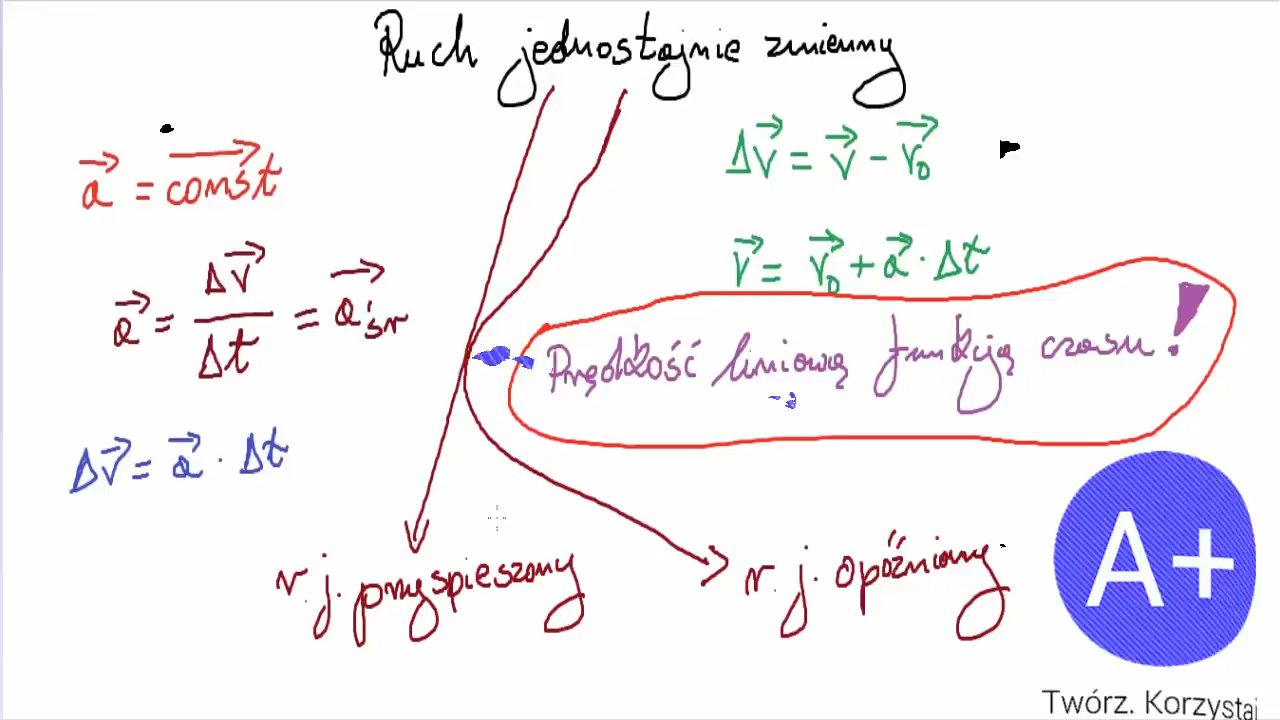 Ruch jednostajnie zmienny
a⃗ = const⃗
a⃗ = Δv⃗ / Δt = a⃗śr
Δv⃗ = a⃗ · Δt
Δv⃗ = v⃗ - v⃗₀
v⃗ = v⃗₀ + a⃗ · Δt
Prędkość liniową funkcją czasu!
r. j. przyspieszony
r. j. opóźniony
A+
Twórz. Korzystaj